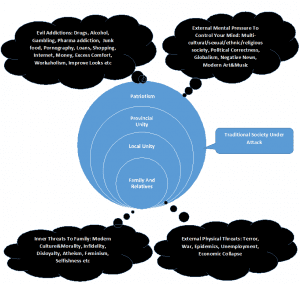 Evil Addictions: Drugs, Alcohol,
Gambling, Pharma addiction, Junk
food, Pornography, Loans, Shopping,
Internet, Money, Excess Comfort,
Workaholism, Improve Looks etc
External Mental Pressure To
Control Your Mind: Multi-
cultural/sexual/ethnic/religious
society, Political Correctness,
Globalism, Negative News,
Modern Art&Musk
Patriotism
Provincial
Unity
Local Unity
Family And
Relations
Traditional Society Under
Attack
Inner Threats To Family: Modern
Culture&Morality, Infidelity,
Disloyalty, Atheism, Feminism,
Selfishness etc
External Physical Threats: Terror,
War, Epidemics, Unemployment,
Economic Collapse